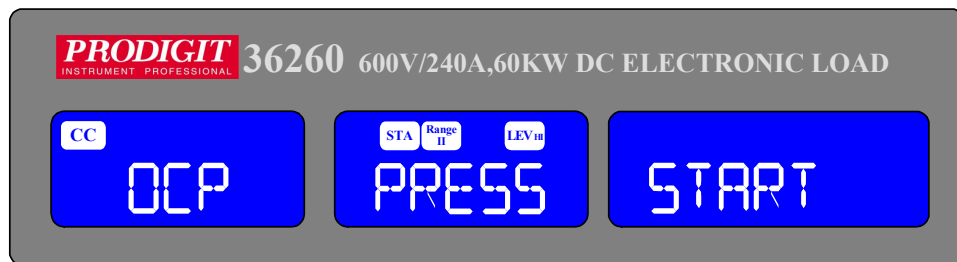 PRODIGIT
INSTRUMENT PROFESSIONAL
36260 600V/240A,60KW DC ELECTRONIC LOAD
CC
STA Range II LEV HI
OCP PRESS START